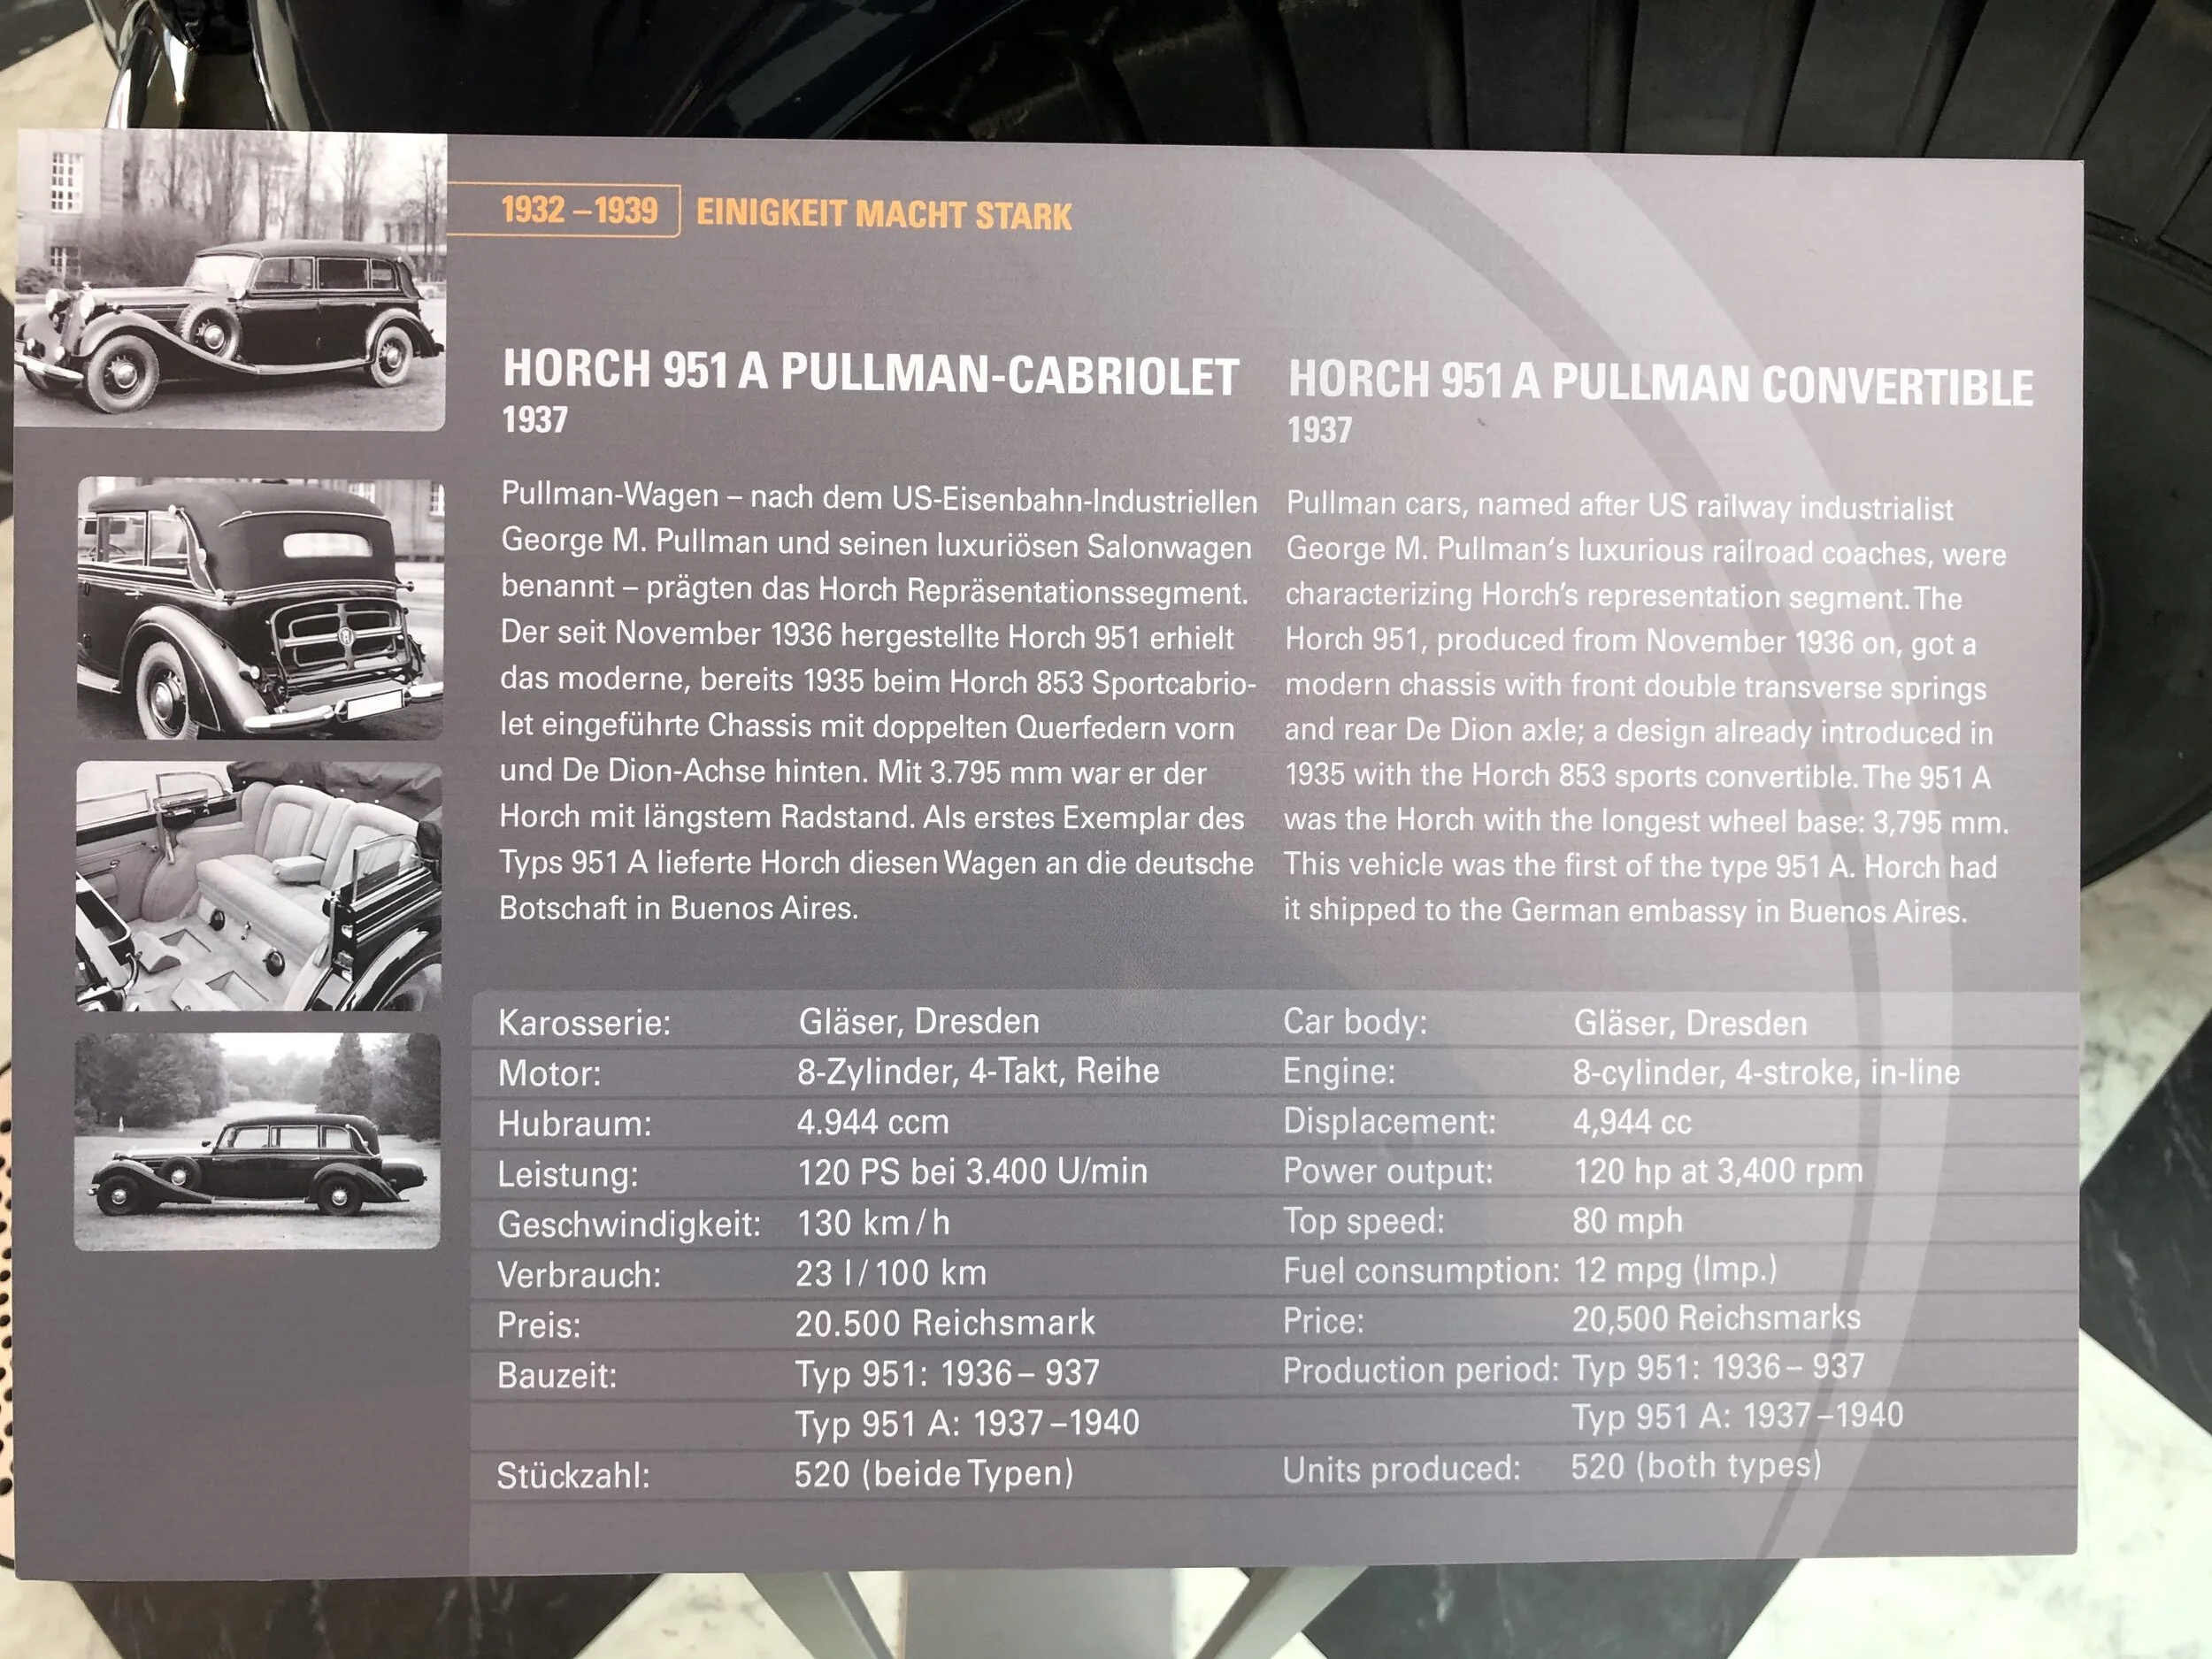 1932 – 1939 EINIGKEIT MACHT STARK
HORCH 951 A PULLMAN-CABRIOLET
1937
Pullman-Wagen – nach dem US-Eisenbahn-Industriellen
George M. Pullman und seinen luxuriösen Salonwagen
benannt – prägten das Horch Repräsentationssegment.
Der seit November 1936 hergestellte Horch 951 erhielt
das moderne, bereits 1935 beim Horch 853 Sportcabrio-
let eingeführte Chassis mit doppelten Querfedern vorn
und De Dion-Achse hinten. Mit 3.795 mm war er der
Horch mit längstem Radstand. Als erstes Exemplar des
Typs 951 A lieferte Horch diesen Wagen an die deutsche
Botschaft in Buenos Aires.
HORCH 951 A PULLMAN CONVERTIBLE
1937
Pullman cars, named after US railway industrialist
George M. Pullman‘s luxurious railroad coaches, were
characterizing Horch’s representation segment. The
Horch 951, produced from November 1936 on, got a
modern chassis with front double transverse springs
and rear De Dion axle; a design already introduced in
1935 with the Horch 853 sports convertible. The 951 A
was the Horch with the longest wheel base: 3,795 mm.
This vehicle was the first of the type 951 A. Horch had
it shipped to the German embassy in Buenos Aires.
Karosserie: Gläser, Dresden
Motor: 8-Zylinder, 4-Takt, Reihe
Hubraum: 4.944 ccm
Leistung: 120 PS bei 3.400 U/min
Geschwindigkeit: 130 km / h
Verbrauch: 23 l / 100 km
Preis: 20.500 Reichsmark
Bauzeit: Typ 951: 1936 – 937
Typ 951 A: 1937 – 1940
Stückzahl: 520 (beide Typen)
Car body: Gläser, Dresden
Engine: 8-cylinder, 4-stroke, in-line
Displacement: 4,944 cc
Power output: 120 hp at 3,400 rpm
Top speed: 80 mph
Fuel consumption: 12 mpg (Imp.)
Price: 20,500 Reichsmarks
Production period: Typ 951: 1936 – 937
Typ 951 A: 1937 – 1940
Units produced: 520 (both types)